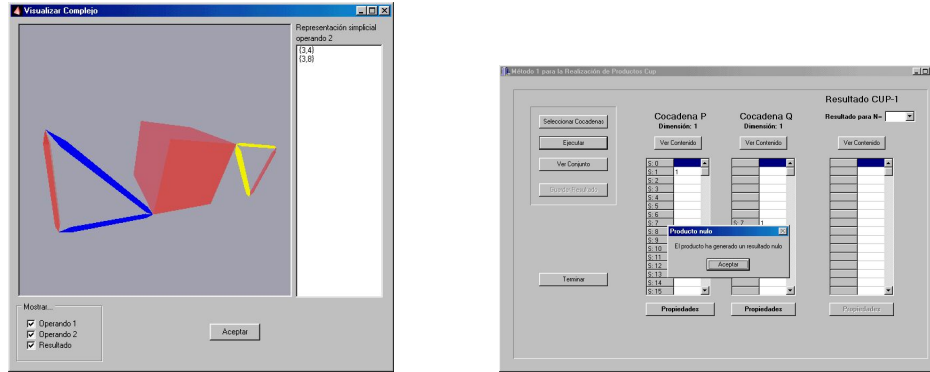 Visualizar Complejo
Representación simplicial
operando 2
{3,4}
{3,8}
Mostrar...
Operando 1
Operando 2
Resultado
Aceptar
Método 1 para la Realización de Productos Cup
Resultado CUP-1
Seleccionar Cocadenas
Ejecutar
Ver Conjunto
Guardar Resultado
Terminar
Cocadena P
Dimensión: 1
Ver Contenido
S: 0
S: 1 1
S: 2
S: 3
S: 4
S: 5
S: 6
S: 7
S: 8
S: 9
S: 10
S: 11
S: 12
S: 13
S: 14
S: 15
Propiedades
Cocadena Q
Dimensión: 1
Ver Contenido
S: 7 1
Propiedades
Resultado para N=
Ver Contenido
Propiedades
Producto nulo
El producto ha generado un resultado nulo
Aceptar